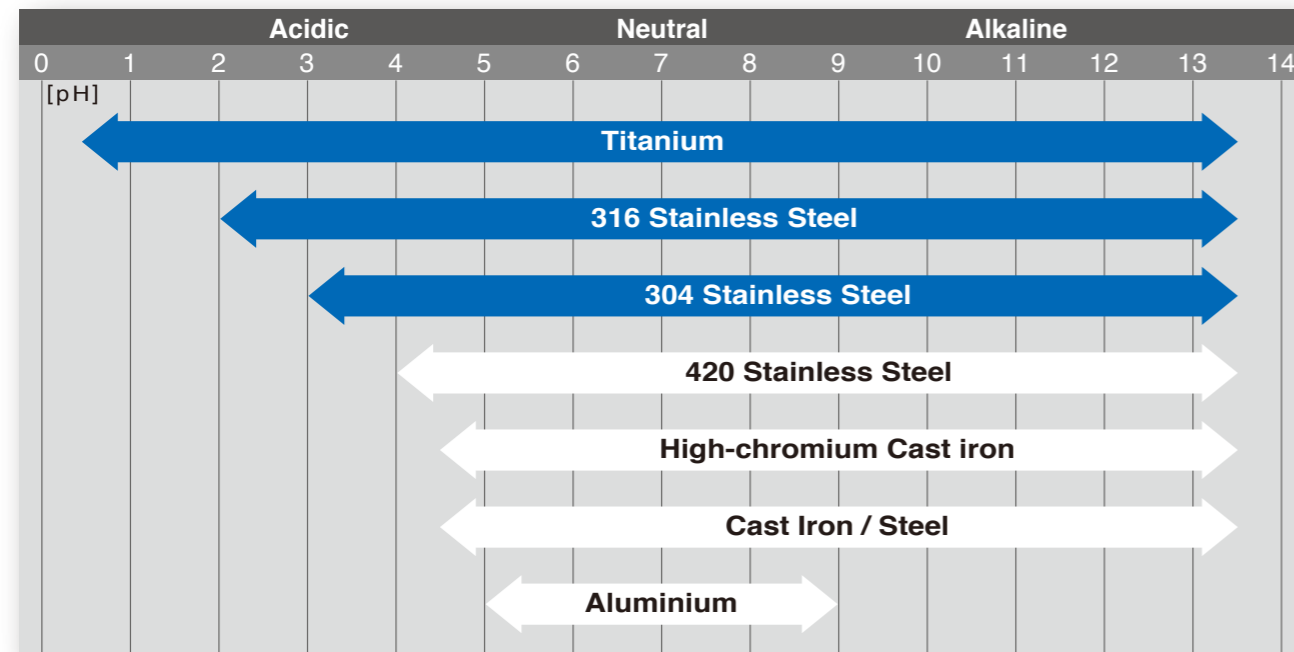 Acidic Neutral Alkaline
0 1 2 3 4 5 6 7 8 9 10 11 12 13 14
[pH]
Titanium
316 Stainless Steel
304 Stainless Steel
420 Stainless Steel
High-chromium Cast iron
Cast Iron / Steel
Aluminium